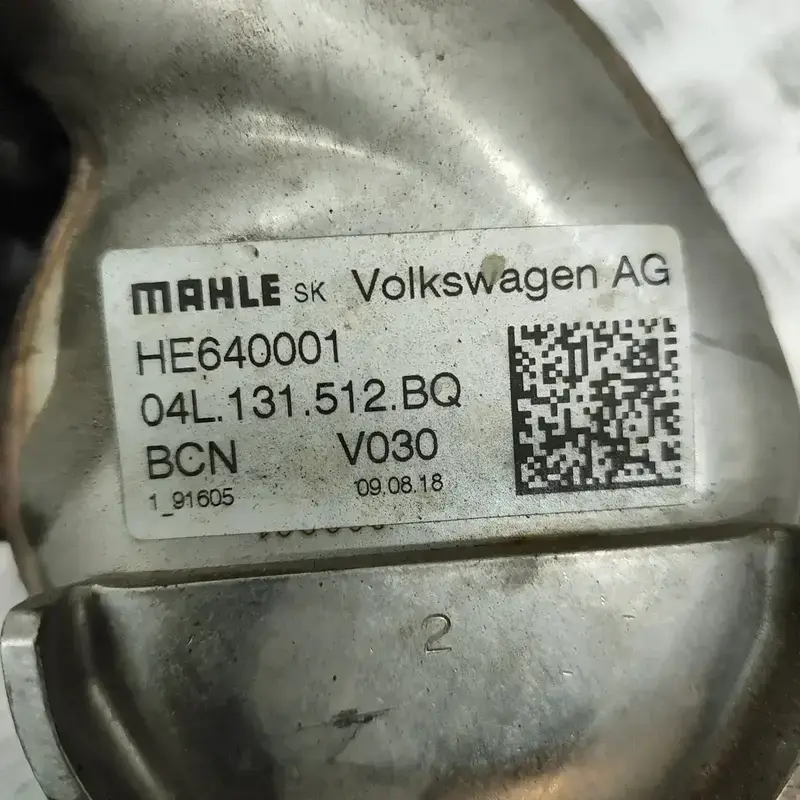 MAHLE SK Volkswagen AG
HE640001
04L.131.512.BQ
BCN V030
1_91605 09.08.18
2